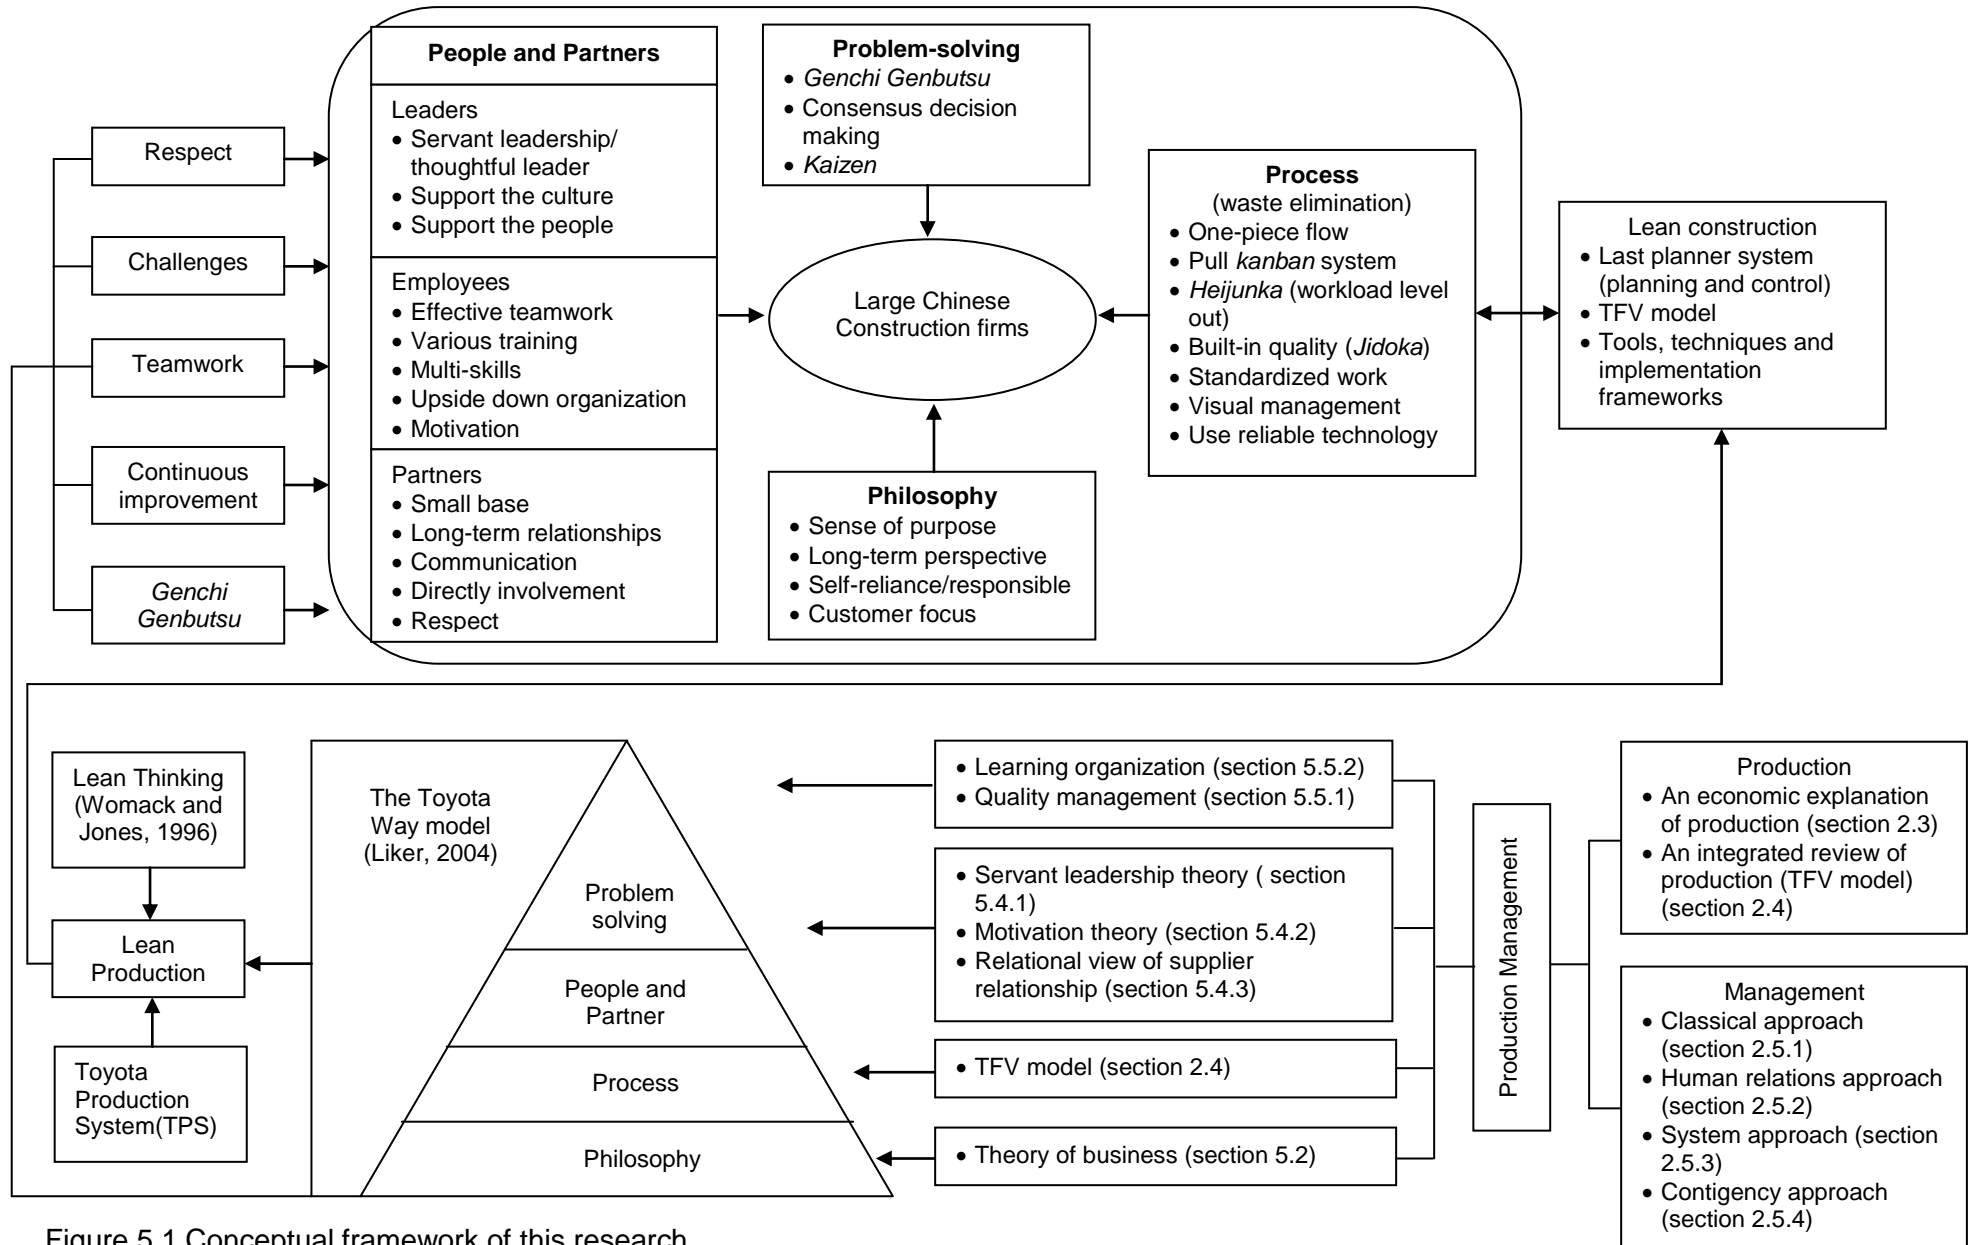 Respect
Challenges
Teamwork
Continuous
improvement
Genchi
Genbutsu
People and Partners
Leaders
• Servant leadership/
thoughtful leader
• Support the culture
• Support the people
Employees
• Effective teamwork
• Various training
• Multi-skills
• Upside down organization
• Motivation
Partners
• Small base
• Long-term relationships
• Communication
• Directly involvement
• Respect
Problem-solving
• Genchi Genbutsu
• Consensus decision
making
• Kaizen
Large Chinese
Construction firms
Philosophy
• Sense of purpose
• Long-term perspective
• Self-reliance/responsible
• Customer focus
Process
(waste elimination)
• One-piece flow
• Pull kanban system
• Heijunka (workload level
out)
• Built-in quality (Jidoka)
• Standardized work
• Visual management
• Use reliable technology
Lean construction
• Last planner system
(planning and control)
• TFV model
• Tools, techniques and
implementation
frameworks
Lean Thinking
(Womack and
Jones, 1996)
Lean
Production
Toyota
Production
System(TPS)
The Toyota
Way model
(Liker, 2004)
Problem
solving
People and
Partner
Process
Philosophy
• Learning organization (section 5.5.2)
• Quality management (section 5.5.1)
• Servant leadership theory ( section
5.4.1)
• Motivation theory (section 5.4.2)
• Relational view of supplier
relationship (section 5.4.3)
• TFV model (section 2.4)
• Theory of business (section 5.2)
Production Management
Production
• An economic explanation
of production (section 2.3)
• An integrated review of
production (TFV model)
(section 2.4)
Management
• Classical approach
(section 2.5.1)
• Human relations approach
(section 2.5.2)
• System approach (section
2.5.3)
• Contigency approach
(section 2.5.4)
Figure 5.1 Conceptual framework of this research